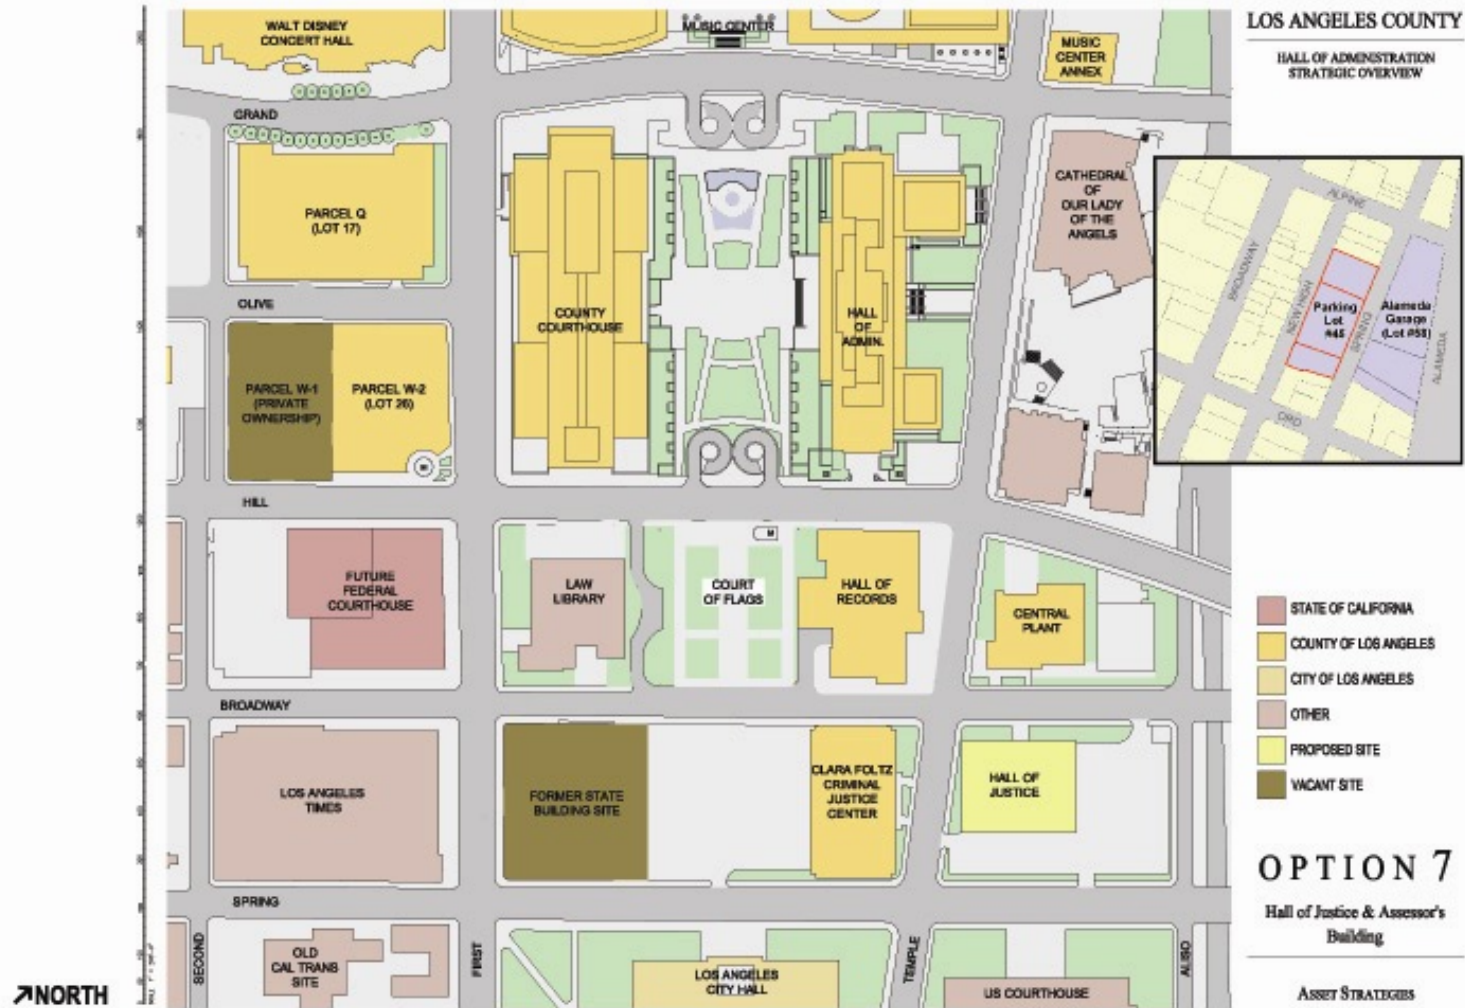 WALT DISNEY
CONCERT HALL
MUSIC CENTER
MUSIC
CENTER
ANNEX
LOS ANGELES COUNTY
HALL OF ADMINISTRATION
STRATEGIC OVERVIEW
GRAND
PARCEL Q
(LOT 17)
CATHEDRAL
OF
OUR LADY
OF THE
ANGELS
ALPINE
BROADWAY
NEW HIGH
Parking
Lot
#45
SPRING
Alameda
Garage
(Lot #58)
ALAMEDA
ORD
OLIVE
COUNTY
COURTHOUSE
HALL
OF
ADMIN.
PARCEL W-1
(PRIVATE
OWNERSHIP)
PARCEL W-2
(LOT 26)
M
HILL
M
FUTURE
FEDERAL
COURTHOUSE
LAW
LIBRARY
COURT
OF FLAGS
HALL OF
RECORDS
CENTRAL
PLANT
STATE OF CALIFORNIA
COUNTY OF LOS ANGELES
CITY OF LOS ANGELES
OTHER
PROPOSED SITE
VACANT SITE
BROADWAY
LOS ANGELES
TIMES
FORMER STATE
BUILDING SITE
CLARA FOLTZ
CRIMINAL
JUSTICE
CENTER
HALL OF
JUSTICE
OPTION 7
Hall of Justice & Assessor's
Building
SPRING
SECOND
OLD
CAL TRANS
SITE
FIRST
LOS ANGELES
CITY HALL
TEMPLE
US COURTHOUSE
ALISO
ASSET STRATEGIES
NORTH